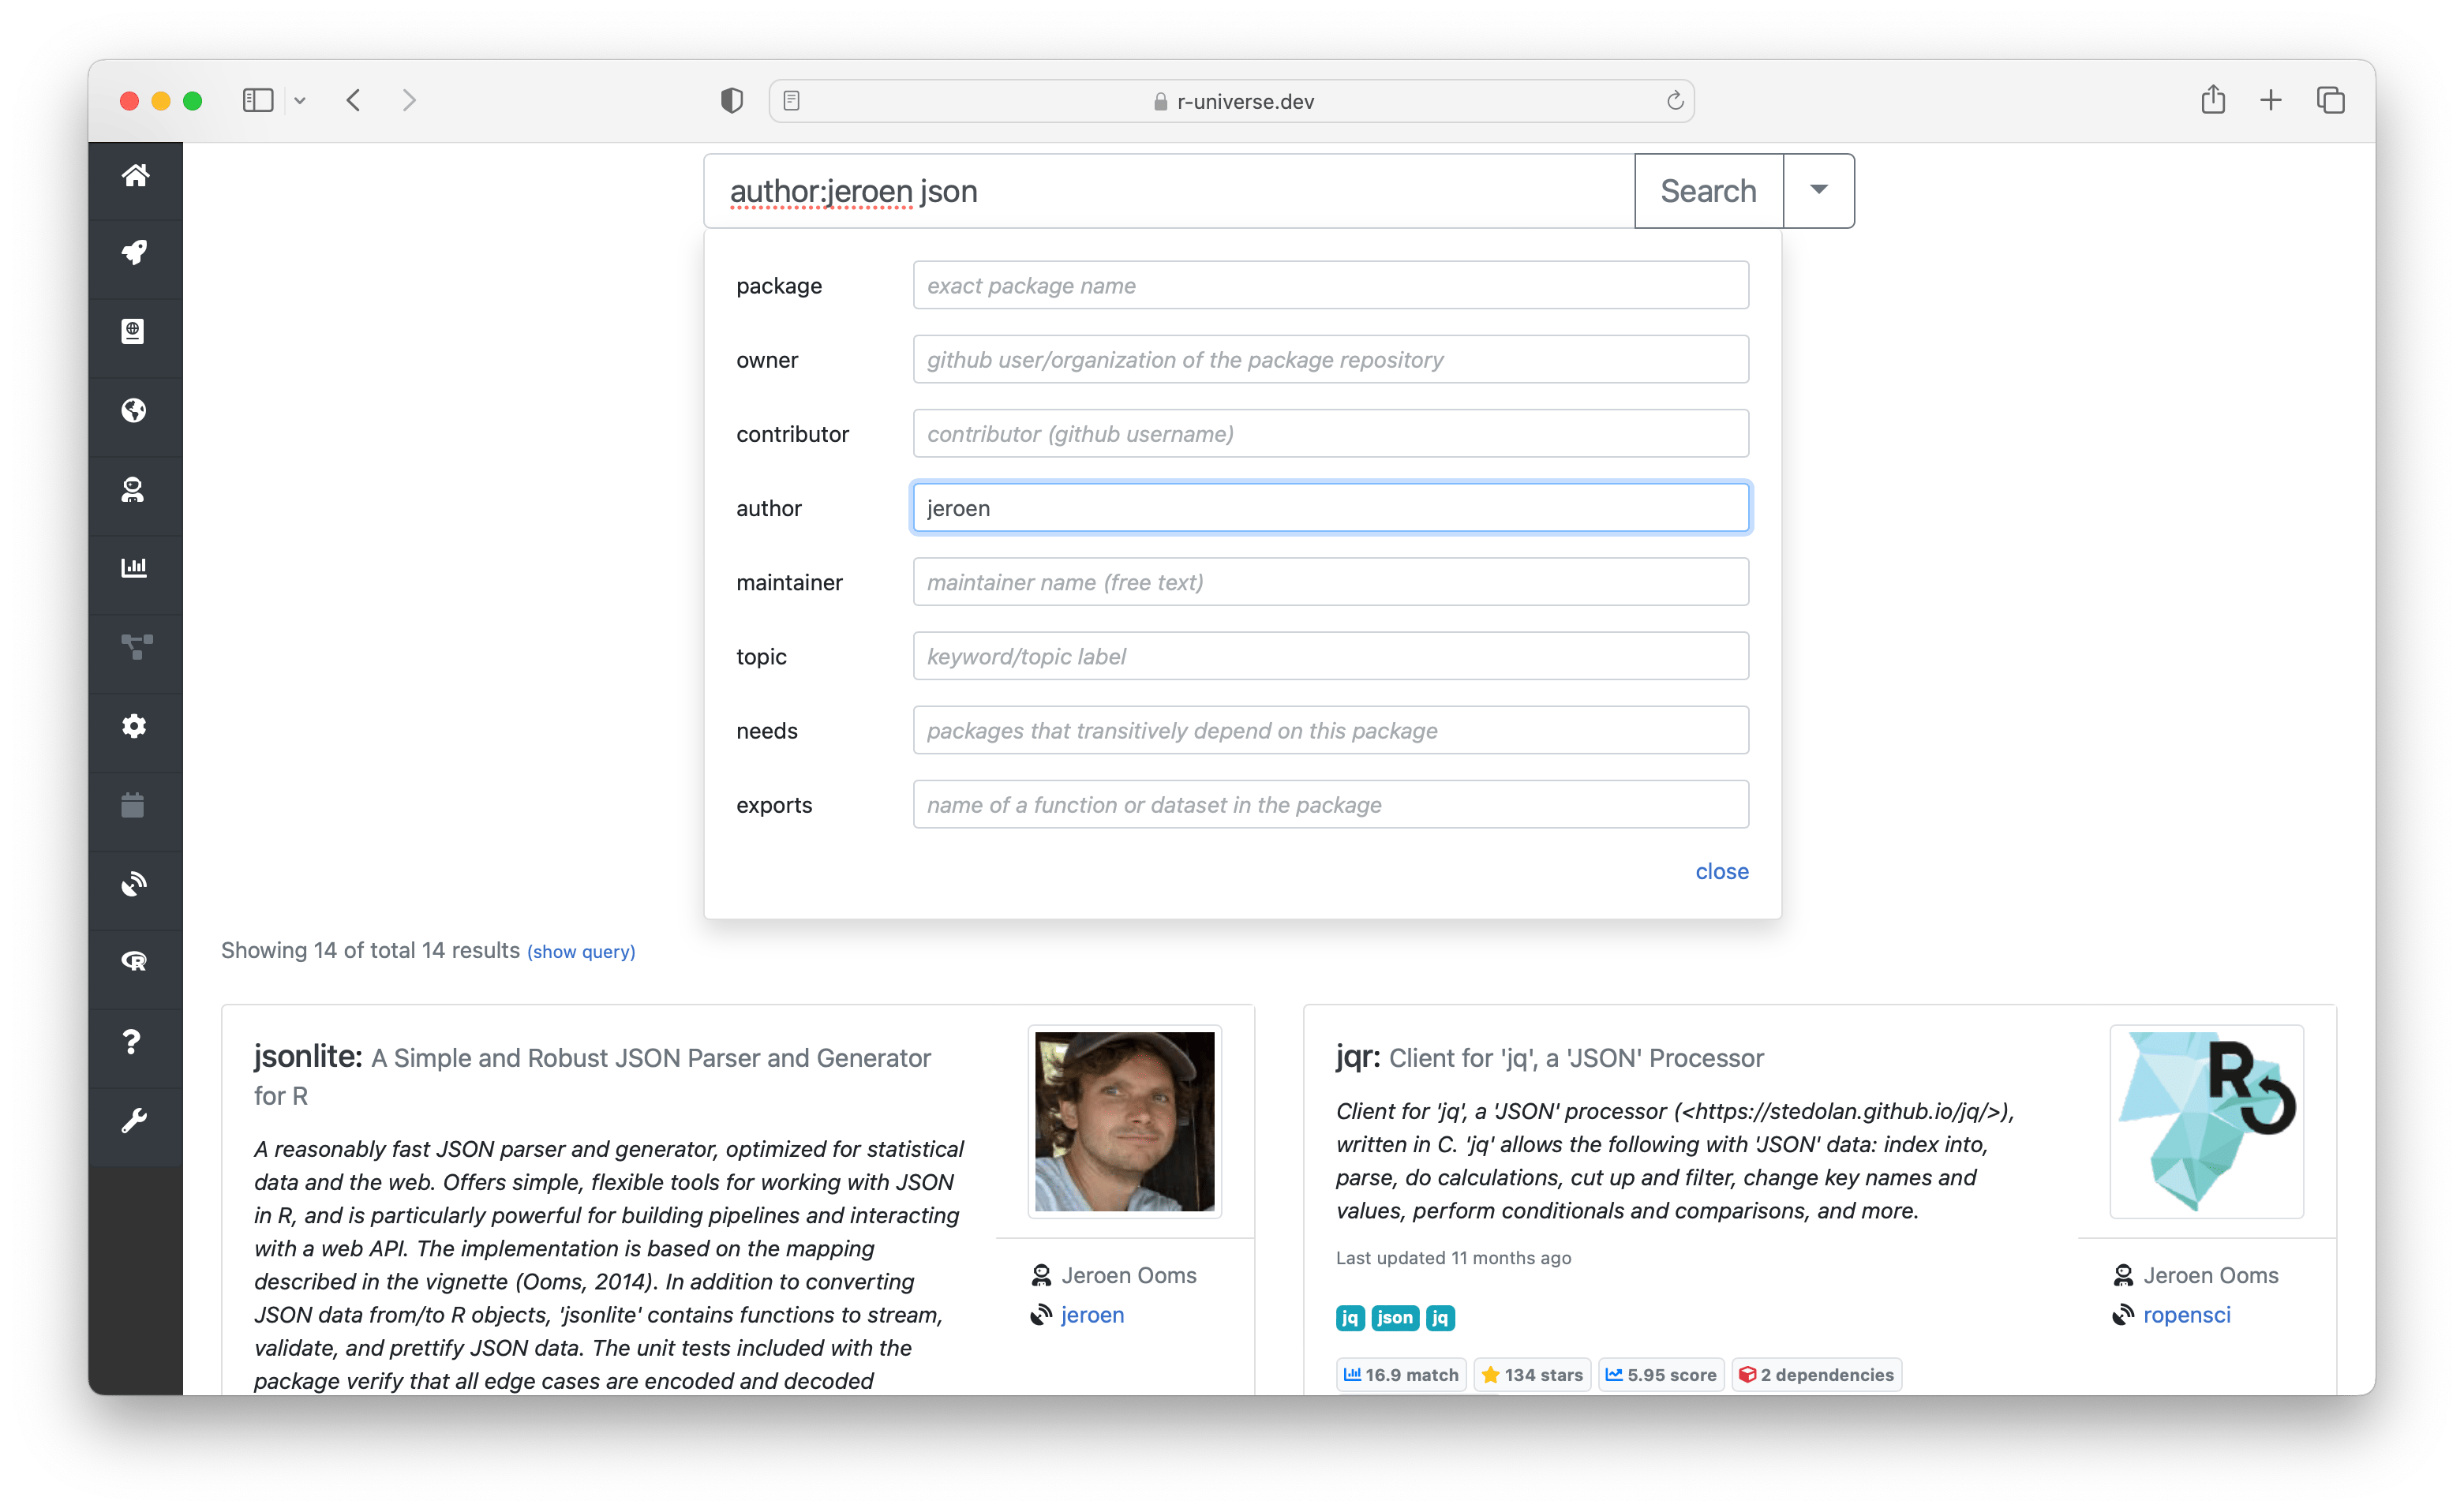 r-universe.dev
author:jeroen json
Search
package
exact package name
owner
github user/organization of the package repository
contributor
contributor (github username)
author
jeroen
maintainer
maintainer name (free text)
topic
keyword/topic label
needs
packages that transitively depend on this package
exports
name of a function or dataset in the package
close
Showing 14 of total 14 results (show query)
jsonlite: A Simple and Robust JSON Parser and Generator
for R
A reasonably fast JSON parser and generator, optimized for statistical
data and the web. Offers simple, flexible tools for working with JSON
in R, and is particularly powerful for building pipelines and interacting
with a web API. The implementation is based on the mapping
described in the vignette (Ooms, 2014). In addition to converting
JSON data from/to R objects, 'jsonlite' contains functions to stream,
validate, and prettify JSON data. The unit tests included with the
package verify that all edge cases are encoded and decoded
Jeroen Ooms
jeroen
jqr: Client for 'jq', a 'JSON' Processor
Client for 'jq', a 'JSON' processor (<https://stedolan.github.io/jq/>),
written in C. 'jq' allows the following with 'JSON' data: index into,
parse, do calculations, cut up and filter, change key names and
values, perform conditionals and comparisons, and more.
Last updated 11 months ago
jq json jq
16.9 match 134 stars 5.95 score 2 dependencies
R
Jeroen Ooms
ropensci